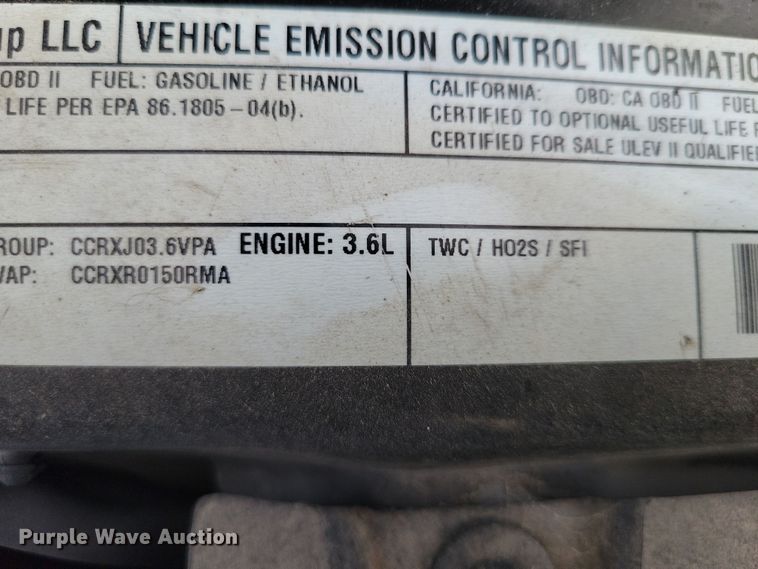 up LLC VEHICLE EMISSION CONTROL INFORMATIO
OBD II FUEL: GASOLINE / ETHANOL
LIFE PER EPA 86.1805-04(b).
CALIFORNIA: OBD: CA OBD II FUEL
CERTIFIED TO OPTIONAL USEFUL LIFE P
CERTIFIED FOR SALE ULEV II QUALIFIE
ROUP: CCRXJ03.6VPA ENGINE: 3.6L TWC / HO2S / SFI
VAP: CCRXR0150RMA
Purple Wave Auction